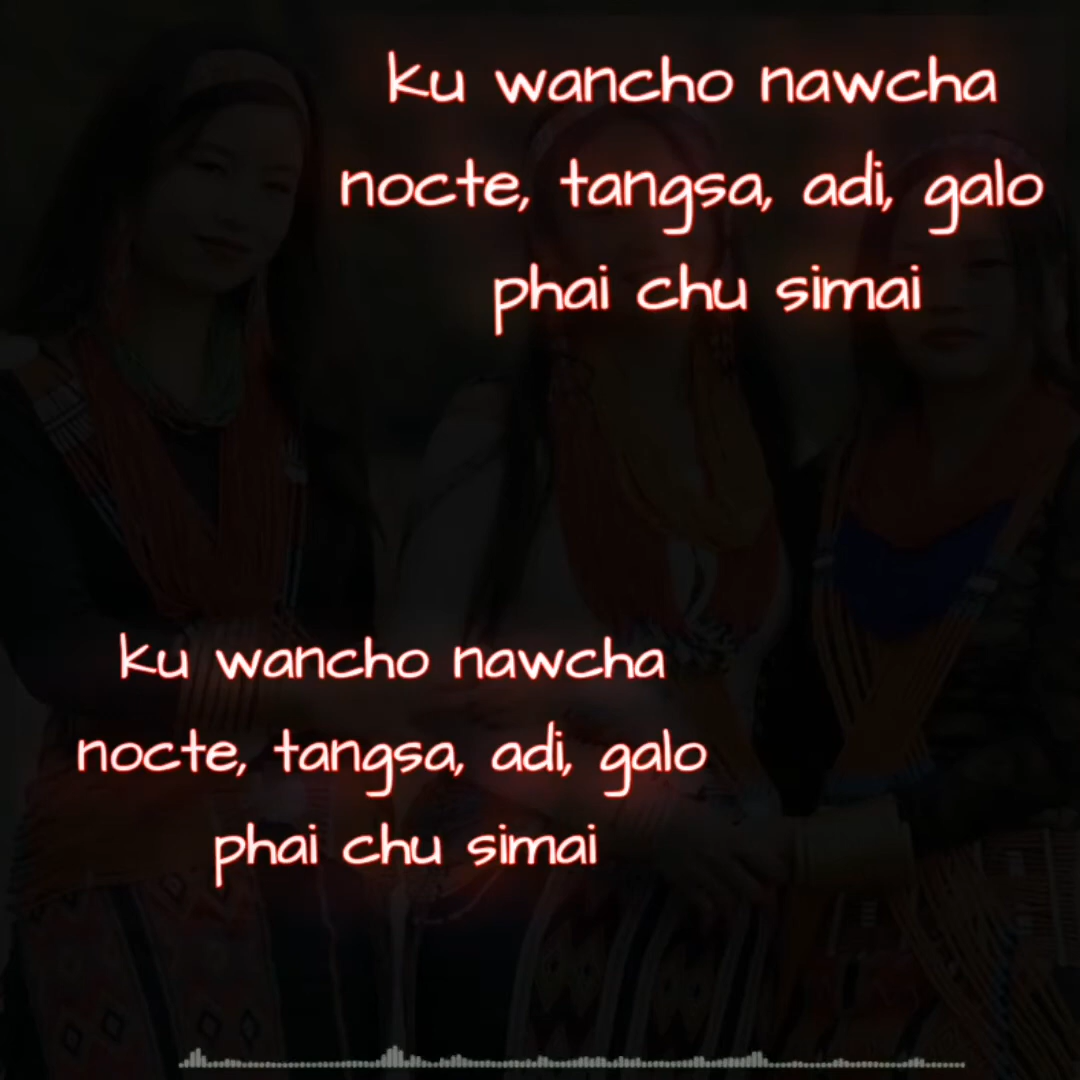 ku wancho nawcha
nocte, tangsa, adi, galo
phai chu simai
ku wancho nawcha
nocte, tangsa, adi, galo
phai chu simai